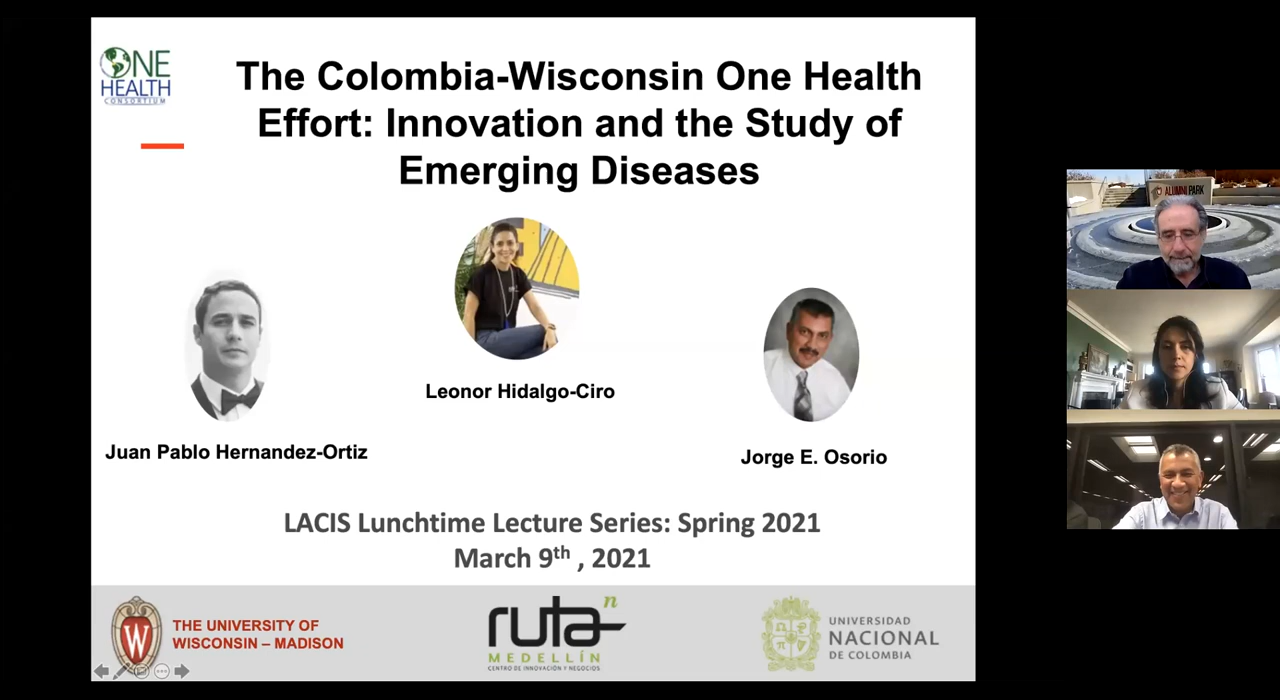 ONE
HEALTH
CONSORTIUM
The Colombia-Wisconsin One Health
Effort: Innovation and the Study of
Emerging Diseases
Leonor Hidalgo-Ciro
Juan Pablo Hernandez-Ortiz
Jorge E. Osorio
LACIS Lunchtime Lecture Series: Spring 2021
March 9th , 2021
W
THE UNIVERSITY OF
WISCONSIN – MADISON
ruta n
MEDELLÍN
CENTRO DE INNOVACIÓN Y NEGOCIOS
UNIVERSIDAD
NACIONAL
DE COLOMBIA
ALUMNI PARK